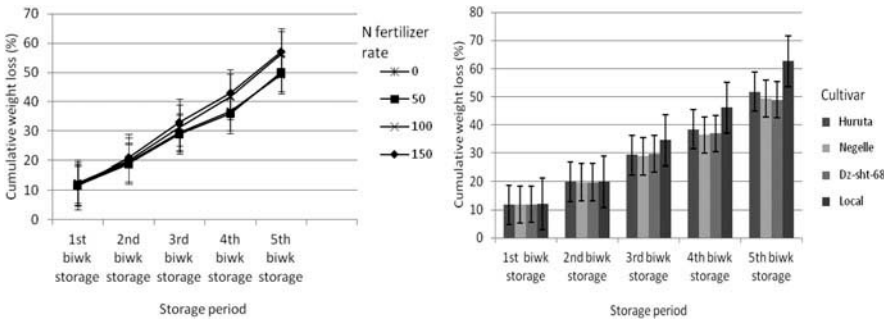 Cumulative weight loss (%)
70
60
50
40
30
20
10
0
1st
biwk
storage
2nd
biwk
storage
3rd
biwk
storage
4th
biwk
storage
5th
biwk
storage
Storage period
N fertilizer
rate
0
50
100
150
Cumulative weight loss (%)
80
70
60
50
40
30
20
10
0
1st biwk
storage
2nd biwk
storage
3rd biwk
storage
4th biwk
storage
5th biwk
storage
Storage period
Cultivar
Huruta
Negelle
Dz-sht-68
Local